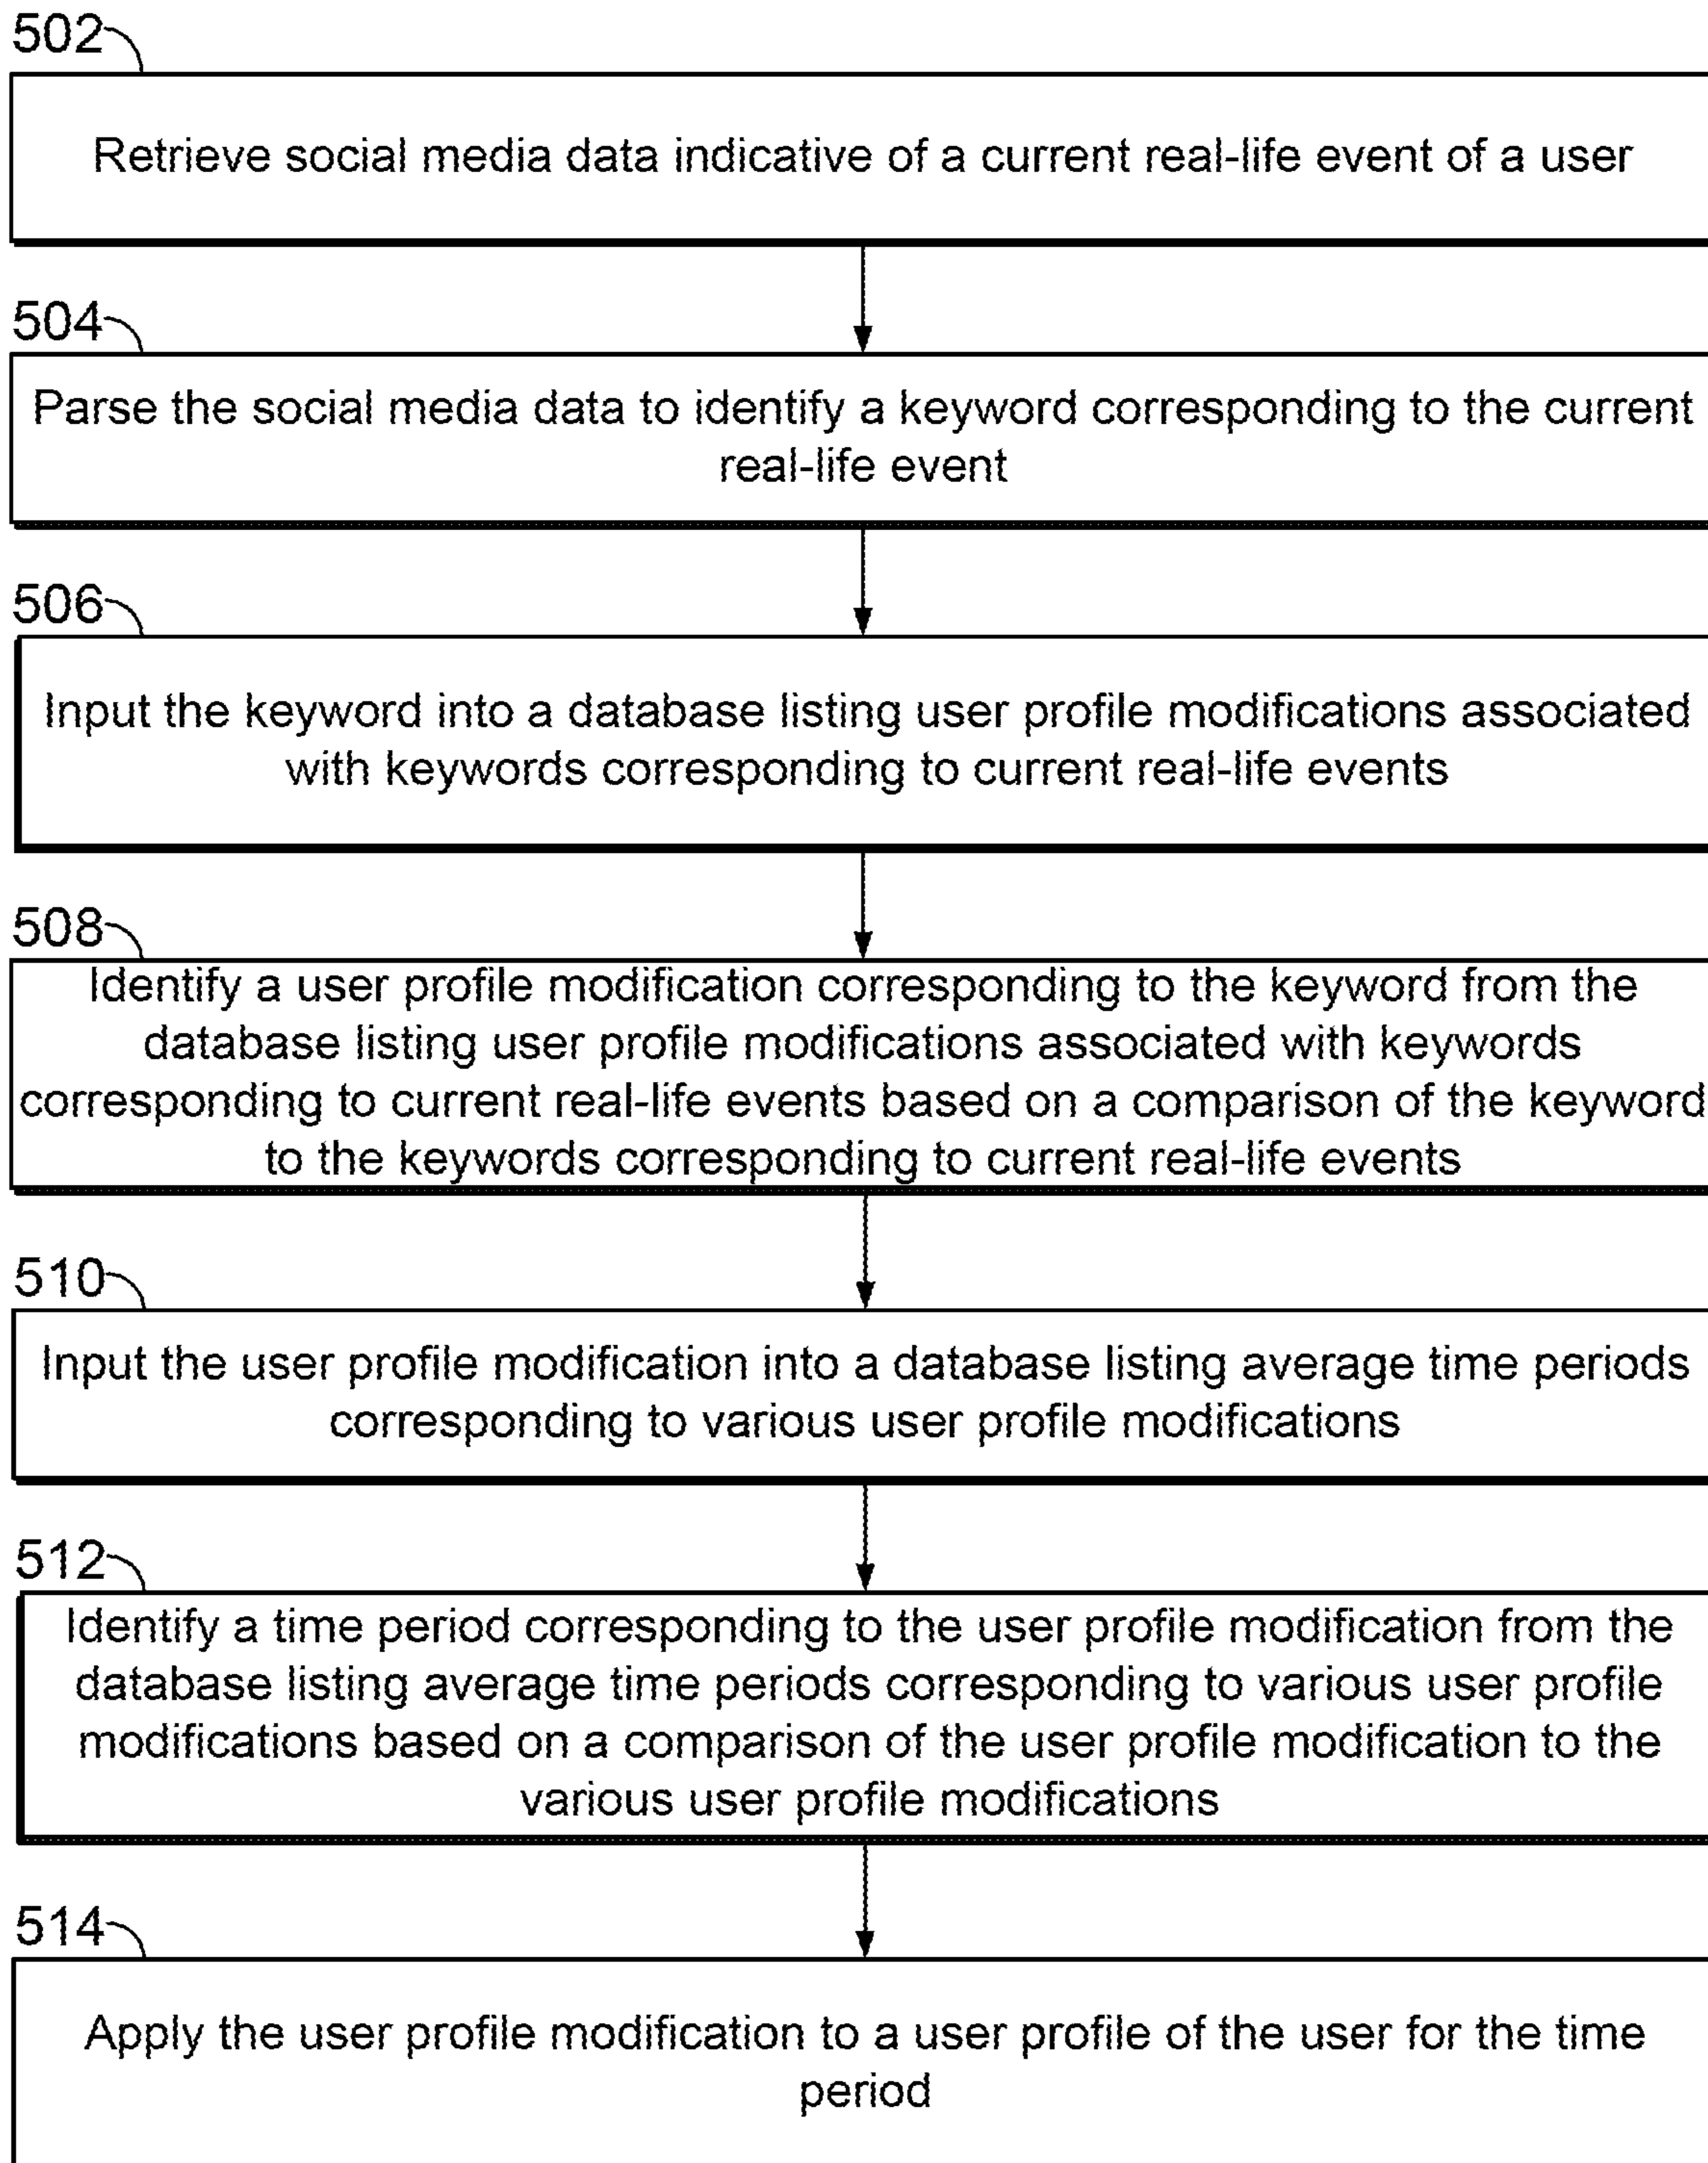 502
Retrieve social media data indicative of a current real-life event of a user
504
Parse the social media data to identify a keyword corresponding to the current
real-life event
506
Input the keyword into a database listing user profile modifications associated
with keywords corresponding to current real-life events
508
Identify a user profile modification corresponding to the keyword from the
database listing user profile modifications associated with keywords
corresponding to current real-life events based on a comparison of the keyword
to the keywords corresponding to current real-life events
510
Input the user profile modification into a database listing average time periods
corresponding to various user profile modifications
512
Identify a time period corresponding to the user profile modification from the
database listing average time periods corresponding to various user profile
modifications based on a comparison of the user profile modification to the
various user profile modifications
514
Apply the user profile modification to a user profile of the user for the time
period